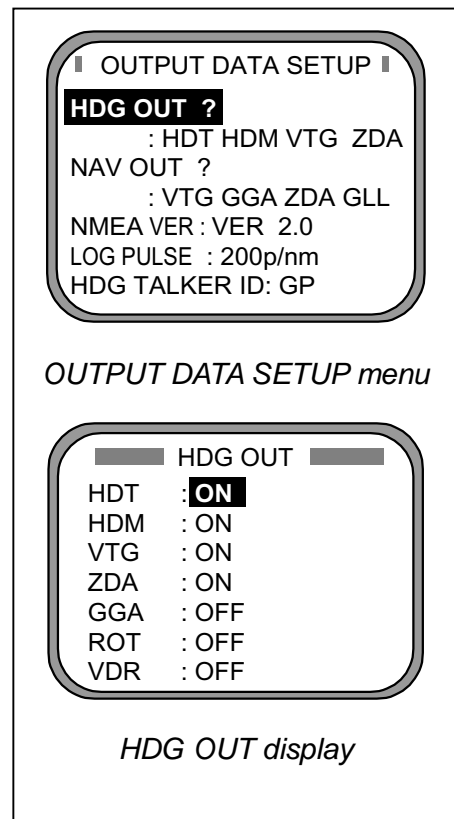 OUTPUT DATA SETUP
HDG OUT ?
: HDT HDM VTG ZDA
NAV OUT ?
: VTG GGA ZDA GLL
NMEA VER : VER 2.0
LOG PULSE : 200p/nm
HDG TALKER ID: GP
OUTPUT DATA SETUP menu
HDG OUT
HDT : ON
HDM : ON
VTG : ON
ZDA : ON
GGA : OFF
ROT : OFF
VDR : OFF
HDG OUT display